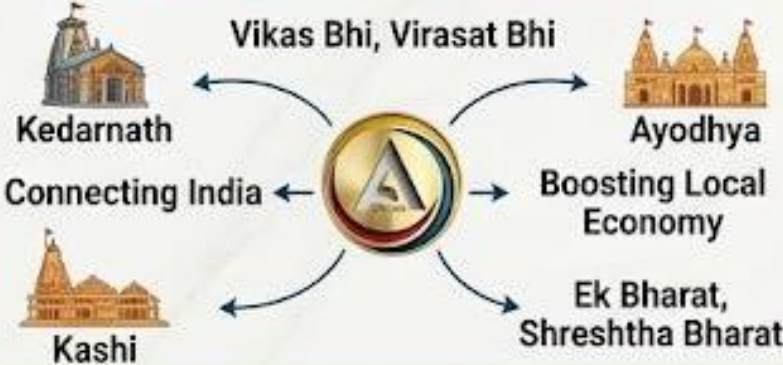 Vikas Bhi, Virasat Bhi
Kedarnath
Ayodhya
Connecting India
Boosting Local
Economy
Kashi
Ek Bharat,
Shreshtha Bharat